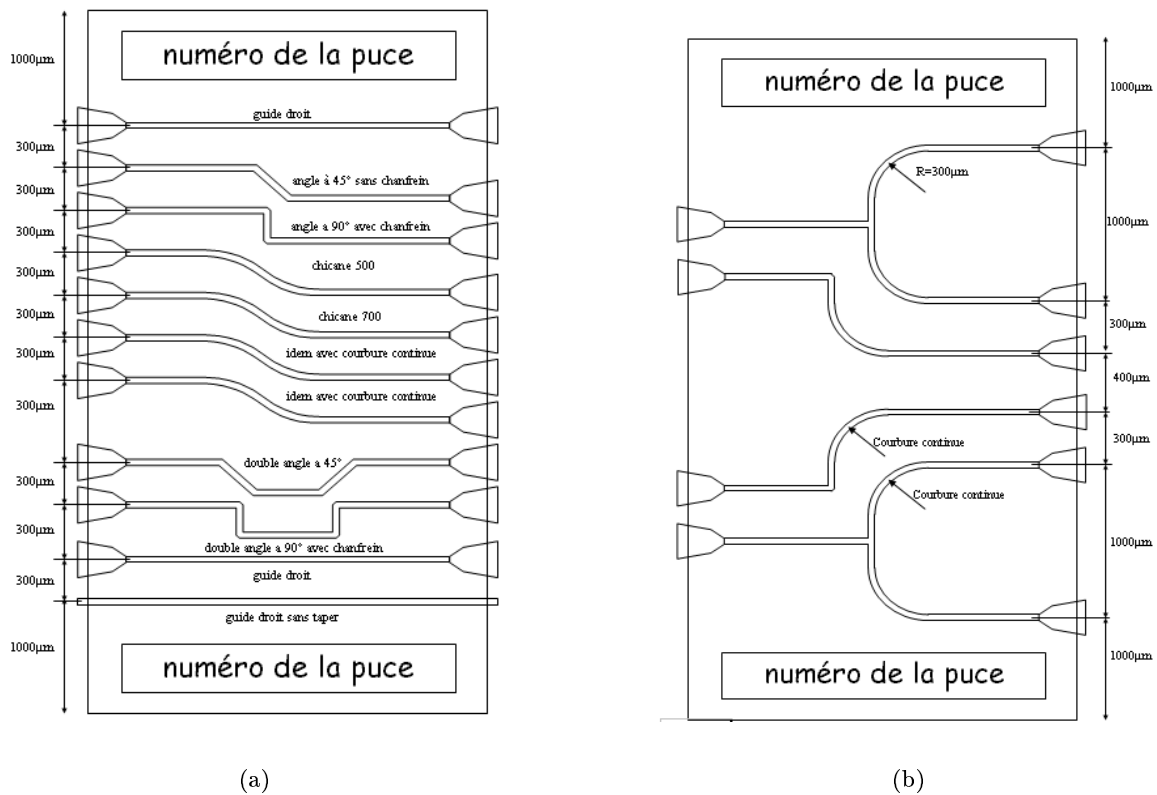 numéro de la puce
1000µm
guide droit
300µm
angle à 45° sans chanfrein
300µm
angle a 90° avec chanfrein
300µm
chicane 500
300µm
chicane 700
300µm
idem avec courbure continue
300µm
idem avec courbure continue
300µm
double angle a 45°
300µm
300µm
double angle a 90° avec chanfrein
guide droit
300µm
guide droit sans taper
1000µm
numéro de la puce
(a)
numéro de la puce
1000µm
R=300µm
1000µm
300µm
400µm
Courbure continue
300µm
Courbure continue
1000µm
1000µm
numéro de la puce
(b)